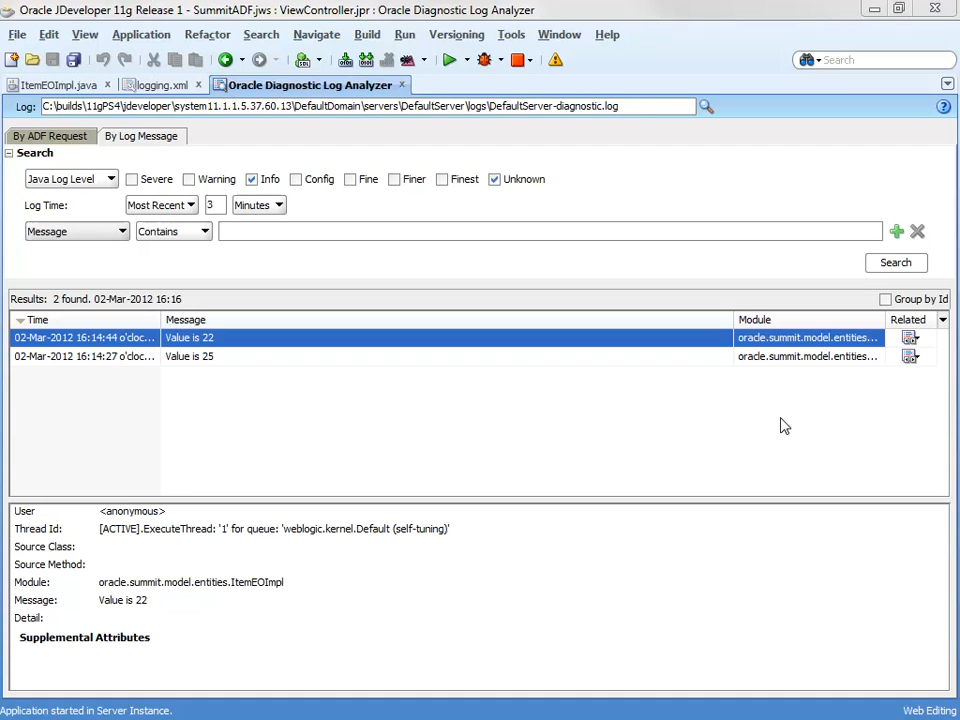 Oracle JDeveloper 11g Release 1 - SummitADF.jws : ViewController.jpr : Oracle Diagnostic Log Analyzer
File Edit View Application Refactor Search Navigate Build Run Versioning Tools Window Help
Search
ItemEOImpl.java logging.xml Oracle Diagnostic Log Analyzer
Log: C:\builds\11gPS4\jdeveloper\system11.1.1.5.37.60.13\DefaultDomain\servers\DefaultServer\logs\DefaultServer-diagnostic.log
By ADF Request By Log Message
Search
Java Log Level Severe Warning Info Config Fine Finer Finest Unknown
Log Time: Most Recent 3 Minutes
Message Contains
Search
Results: 2 found. 02-Mar-2012 16:16 Group by Id
Time Message Module Related
02-Mar-2012 16:14:44 o'cloc... Value is 22 oracle.summit.model.entities...
02-Mar-2012 16:14:27 o'cloc... Value is 25 oracle.summit.model.entities...
User <anonymous>
Thread Id: [ACTIVE].ExecuteThread: '1' for queue: 'weblogic.kernel.Default (self-tuning)'
Source Class:
Source Method:
Module: oracle.summit.model.entities.ItemEOImpl
Message: Value is 22
Detail:
Supplemental Attributes
Application started in Server Instance. Web Editing